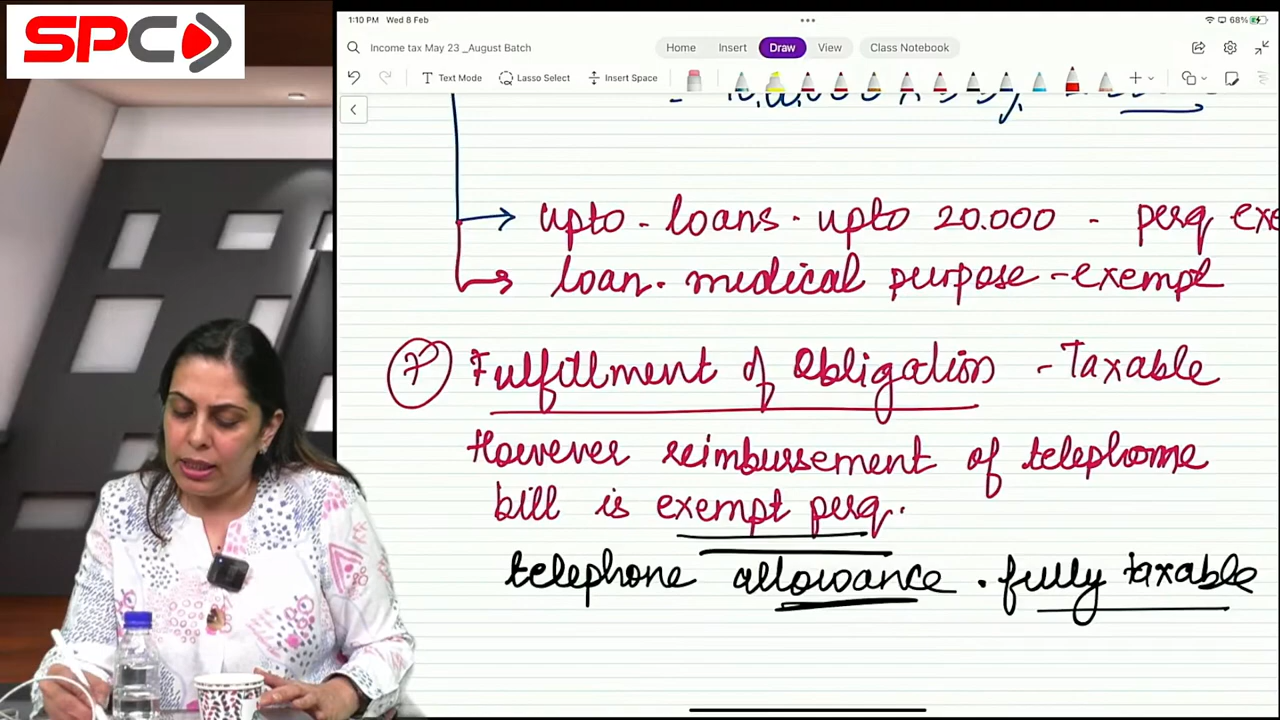 SPC
1:10 PM Wed 8 Feb
68%
Income tax May 23 _August Batch
Home Insert Draw View Class Notebook
Text Mode Lasso Select Insert Space
upto - loans. upto 20.000 - perq exe
loan. medical purpose - exempt
7 Fulfillment of Obligation - Taxable
However reimbursement of telephone
bill is exempt perq.
telephone allowance . fully taxable